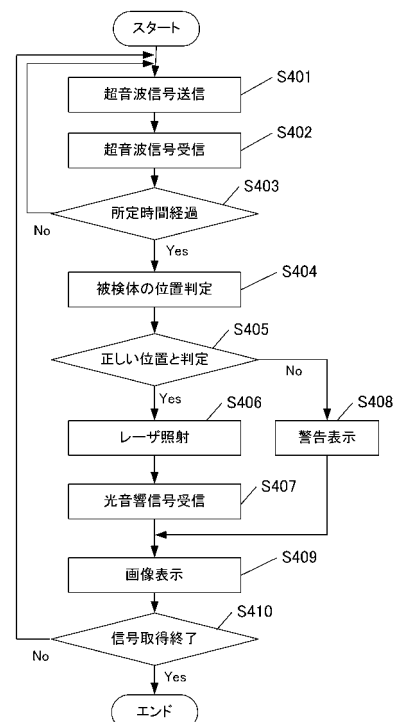 スタート
超音波信号送信
S401
超音波信号受信
S402
所定時間経過
S403
No
Yes
被検体の位置判定
S404
正しい位置と判定
S405
No
Yes
レーザ照射
S406
警告表示
S408
光音響信号受信
S407
画像表示
S409
信号取得終了
S410
No
Yes
エンド